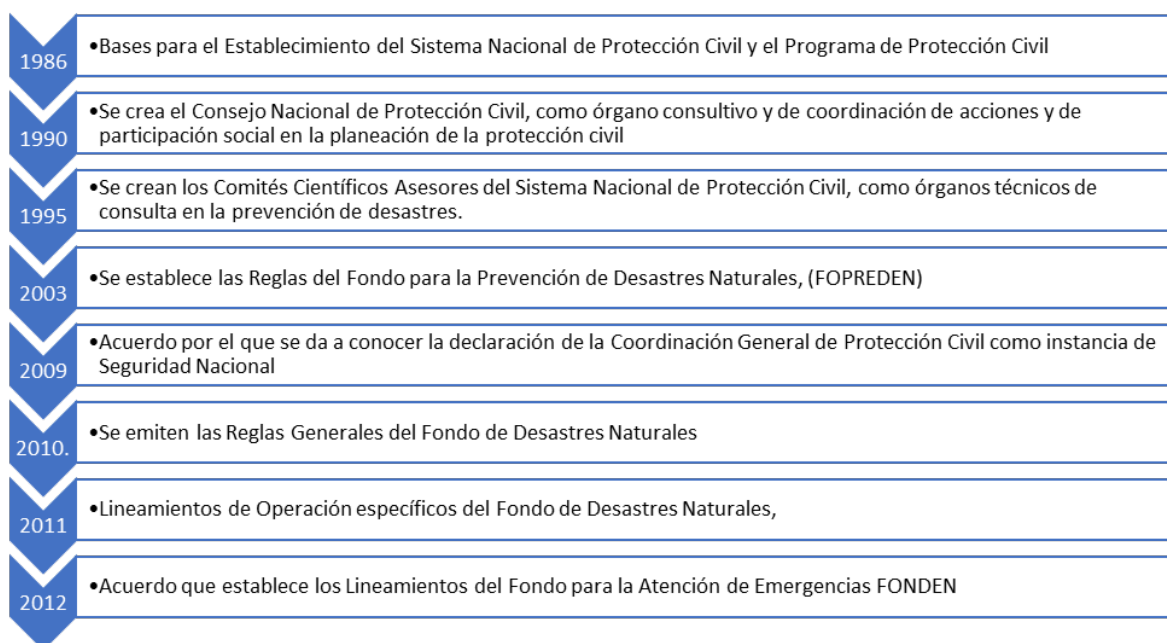 1986
•Bases para el Establecimiento del Sistema Nacional de Protección Civil y el Programa de Protección Civil
1990
•Se crea el Consejo Nacional de Protección Civil, como órgano consultivo y de coordinación de acciones y de
participación social en la planeación de la protección civil
1995
•Se crean los Comités Científicos Asesores del Sistema Nacional de Protección Civil, como órganos técnicos de
consulta en la prevención de desastres.
2003
•Se establece las Reglas del Fondo para la Prevención de Desastres Naturales, (FOPREDEN)
2009
•Acuerdo por el que se da a conocer la declaración de la Coordinación General de Protección Civil como instancia de
Seguridad Nacional
2010.
•Se emiten las Reglas Generales del Fondo de Desastres Naturales
2011
•Lineamientos de Operación específicos del Fondo de Desastres Naturales,
2012
•Acuerdo que establece los Lineamientos del Fondo para la Atención de Emergencias FONDEN